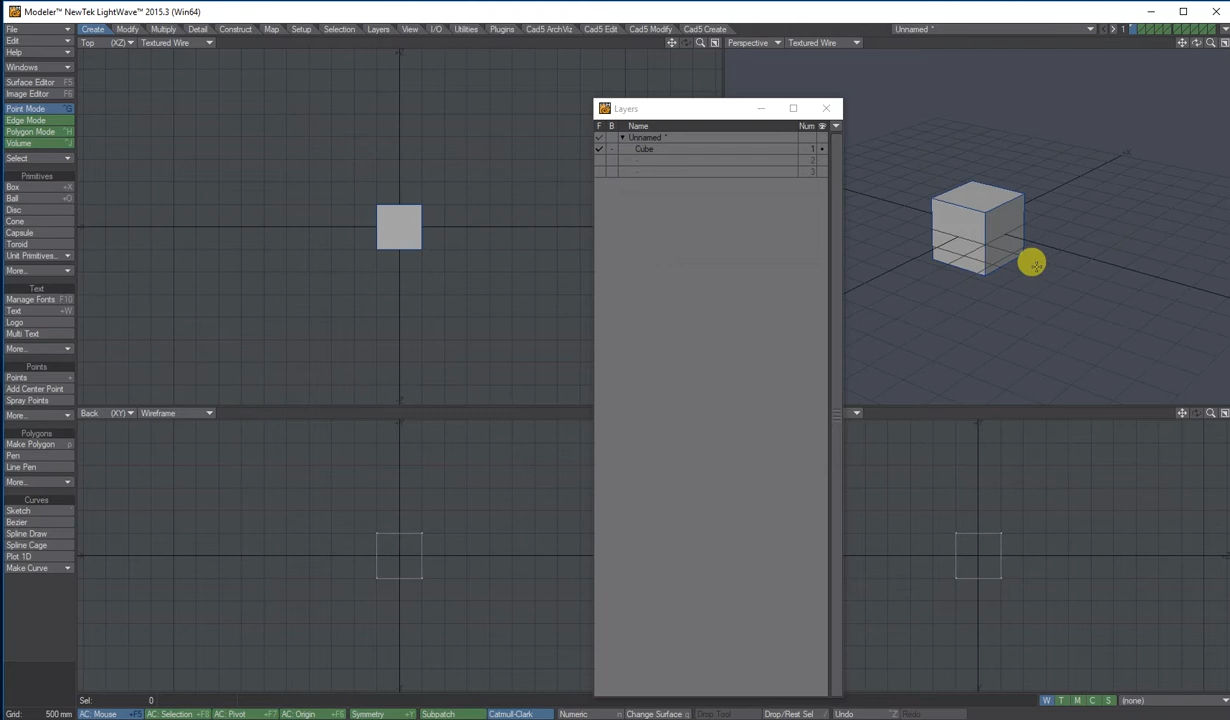 Modeler™ NewTek LightWave™ 2015.3 (Win64)
File
Create Modify Multiply Detail Construct Map Setup Selection Layers View I/O Utilities Plugins Cad5 ArchViz Cad5 Edit Cad5 Modify Cad5 Create Unnamed * 1
Edit
Top (XZ) Textured Wire
Perspective Textured Wire
Help
Windows
Surface Editor F5
Image Editor F6
Point Mode ^G
Edge Mode
Polygon Mode ^H
Volume ^J
Select
Primitives
Box +X
Ball +O
Disc
Cone
Capsule
Toroid
Unit Primitives...
More...
Text
Manage Fonts F10
Text +W
Logo
Multi Text
More...
Points
Points +
Add Center Point
Spray Points
More...
Polygons
Make Polygon p
Pen
Line Pen
More...
Curves
Sketch
Bezier
Spline Draw
Spline Cage
Plot 1D
Make Curve
Layers
F B Name Num
Unnamed *
Cube 1
- 2
- 3
+X
Back (XY) Wireframe
Sel: 0
W T M C S (none)
Grid: 500 mm AC: Mouse +F5 AC: Selection +F8 AC: Pivot +F7 AC: Origin +F6 Symmetry +Y Subpatch Catmull-Clark Numeric n Change Surface q Drop Tool Drop/Rest Sel / Undo Redo